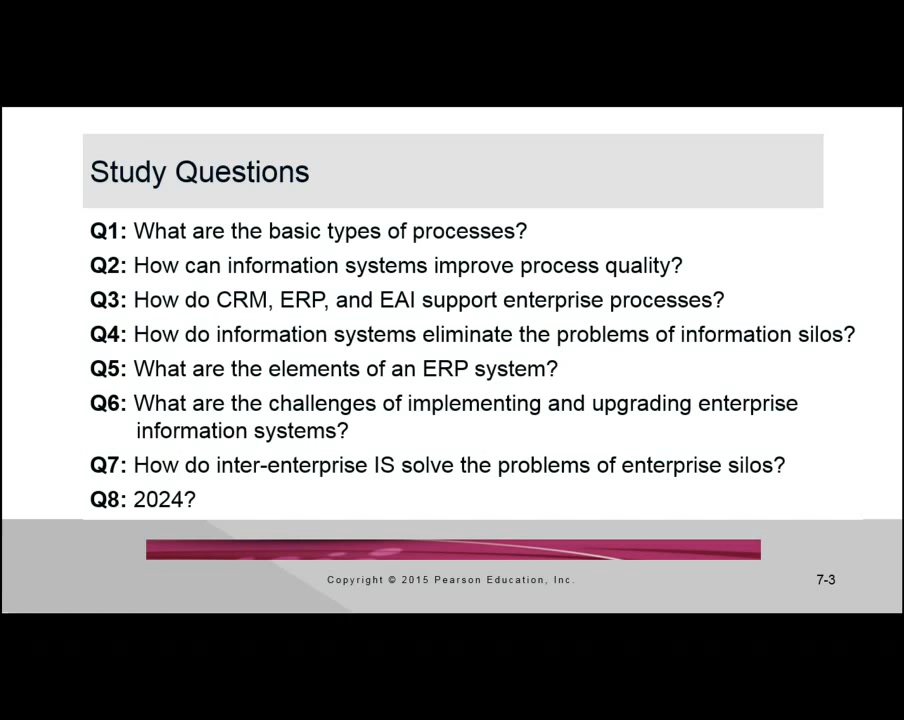 Study Questions
Q1: What are the basic types of processes?
Q2: How can information systems improve process quality?
Q3: How do CRM, ERP, and EAI support enterprise processes?
Q4: How do information systems eliminate the problems of information silos?
Q5: What are the elements of an ERP system?
Q6: What are the challenges of implementing and upgrading enterprise
information systems?
Q7: How do inter-enterprise IS solve the problems of enterprise silos?
Q8: 2024?
Copyright © 2015 Pearson Education, Inc.
7-3